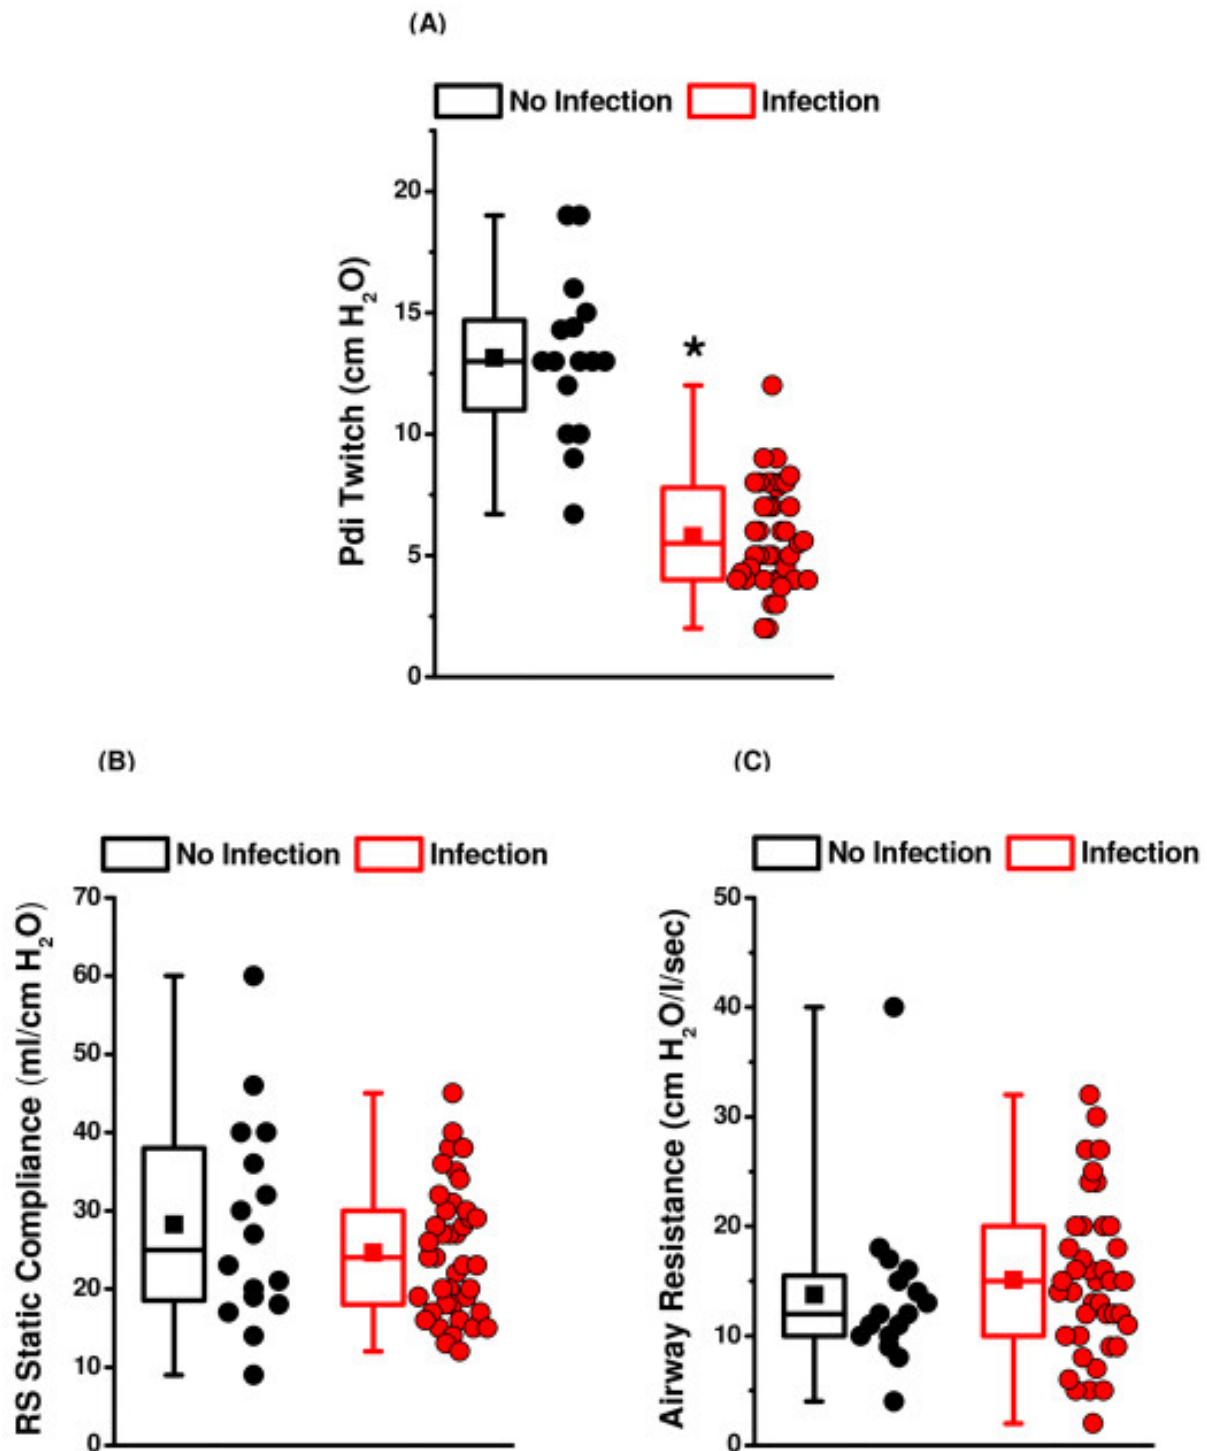 (A)
No Infection Infection
Pdi Twitch (cm H₂O)
20
15
10
5
0
*
(B)
No Infection Infection
RS Static Compliance (ml/cm H₂O)
70
60
50
40
30
20
10
0
(C)
No Infection Infection
Airway Resistance (cm H₂O/l/sec)
50
40
30
20
10
0